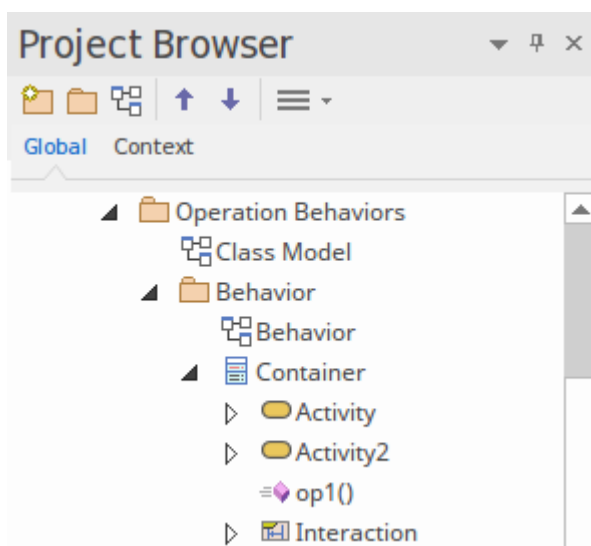 Project Browser
Global Context
Operation Behaviors
Class Model
Behavior
Behavior
Container
Activity
Activity2
op1()
Interaction